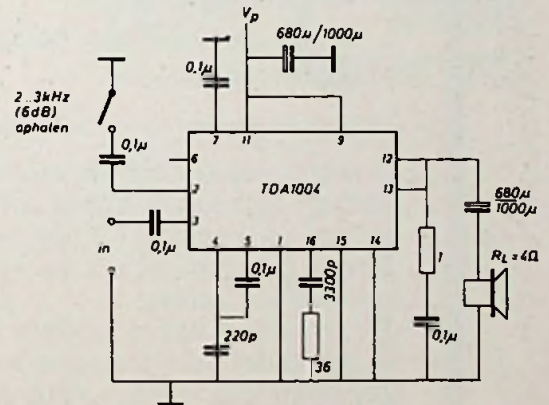 Vp
680µ/1000µ
0,1µ
2..3kHz
(6dB)
ophalen
0,1µ
7
11
9
6
12
TDA1004
2
13
680µ
1000µ
3
0,1µ
in
4
5
1
16
15
14
0,1µ
3300p
1
RL = 4Ω
220p
36
0,1µ